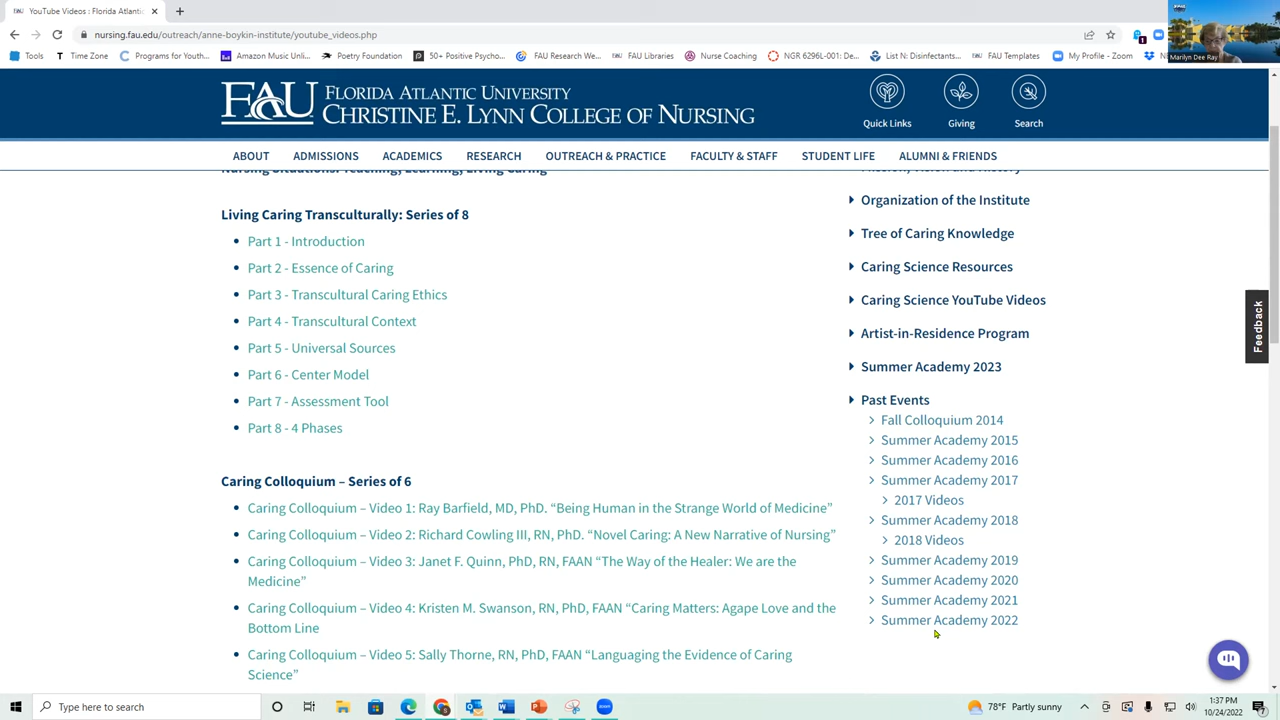 YouTube Videos : Florida Atlantic
nursing.fau.edu/outreach/anne-boykin-institute/youtube_videos.php
Marilyn Dee Ray
Tools
Time Zone
Programs for Youth...
Amazon Music Unli...
Poetry Foundation
50+ Positive Psycho...
FAU Research We...
FAU Libraries
Nurse Coaching
NGR 6296L-001: De...
List N: Disinfectants...
FAU Templates
My Profile - Zoom
FAU
FLORIDA ATLANTIC UNIVERSITY
CHRISTINE E. LYNN COLLEGE OF NURSING
Quick Links
Giving
Search
ABOUT
ADMISSIONS
ACADEMICS
RESEARCH
OUTREACH & PRACTICE
FACULTY & STAFF
STUDENT LIFE
ALUMNI & FRIENDS
Nursing Situations: Teaching, Learning, Living Caring
Living Caring Transculturally: Series of 8
Part 1 - Introduction
Part 2 - Essence of Caring
Part 3 - Transcultural Caring Ethics
Part 4 - Transcultural Context
Part 5 - Universal Sources
Part 6 - Center Model
Part 7 - Assessment Tool
Part 8 - 4 Phases
Caring Colloquium – Series of 6
Caring Colloquium – Video 1: Ray Barfield, MD, PhD. “Being Human in the Strange World of Medicine”
Caring Colloquium – Video 2: Richard Cowling III, RN, PhD. “Novel Caring: A New Narrative of Nursing”
Caring Colloquium – Video 3: Janet F. Quinn, PhD, RN, FAAN “The Way of the Healer: We are the
Medicine”
Caring Colloquium – Video 4: Kristen M. Swanson, RN, PhD, FAAN “Caring Matters: Agape Love and the
Bottom Line
Caring Colloquium – Video 5: Sally Thorne, RN, PhD, FAAN “Languaging the Evidence of Caring
Science”
Mission, Vision and History
Organization of the Institute
Tree of Caring Knowledge
Caring Science Resources
Caring Science YouTube Videos
Artist-in-Residence Program
Summer Academy 2023
Past Events
Fall Colloquium 2014
Summer Academy 2015
Summer Academy 2016
Summer Academy 2017
2017 Videos
Summer Academy 2018
2018 Videos
Summer Academy 2019
Summer Academy 2020
Summer Academy 2021
Summer Academy 2022
Feedback
Type here to search
78°F Partly sunny
1:37 PM
10/24/2022